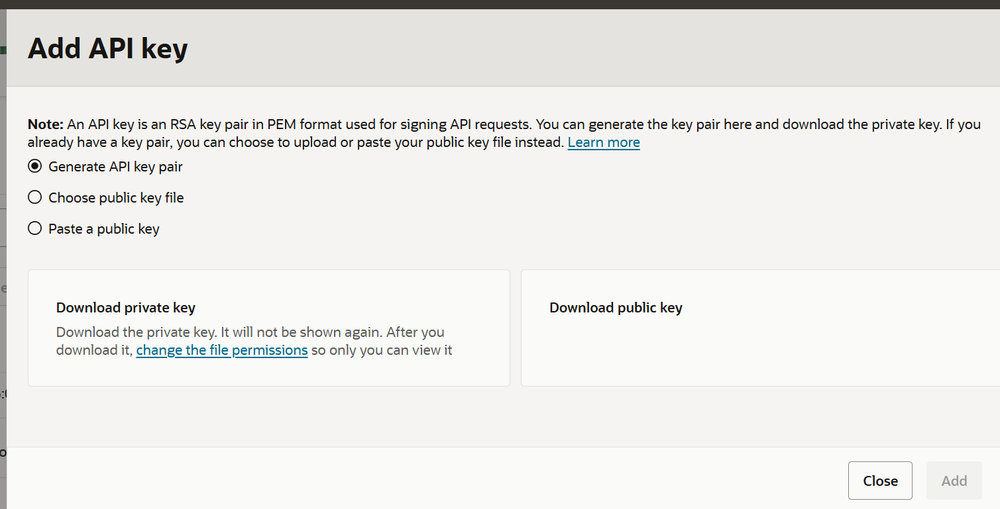 Add API key
Note: An API key is an RSA key pair in PEM format used for signing API requests. You can generate the key pair here and download the private key. If you
already have a key pair, you can choose to upload or paste your public key file instead. Learn more
Generate API key pair
Choose public key file
Paste a public key
Download private key
Download the private key. It will not be shown again. After you
download it, change the file permissions so only you can view it
Download public key
Close
Add